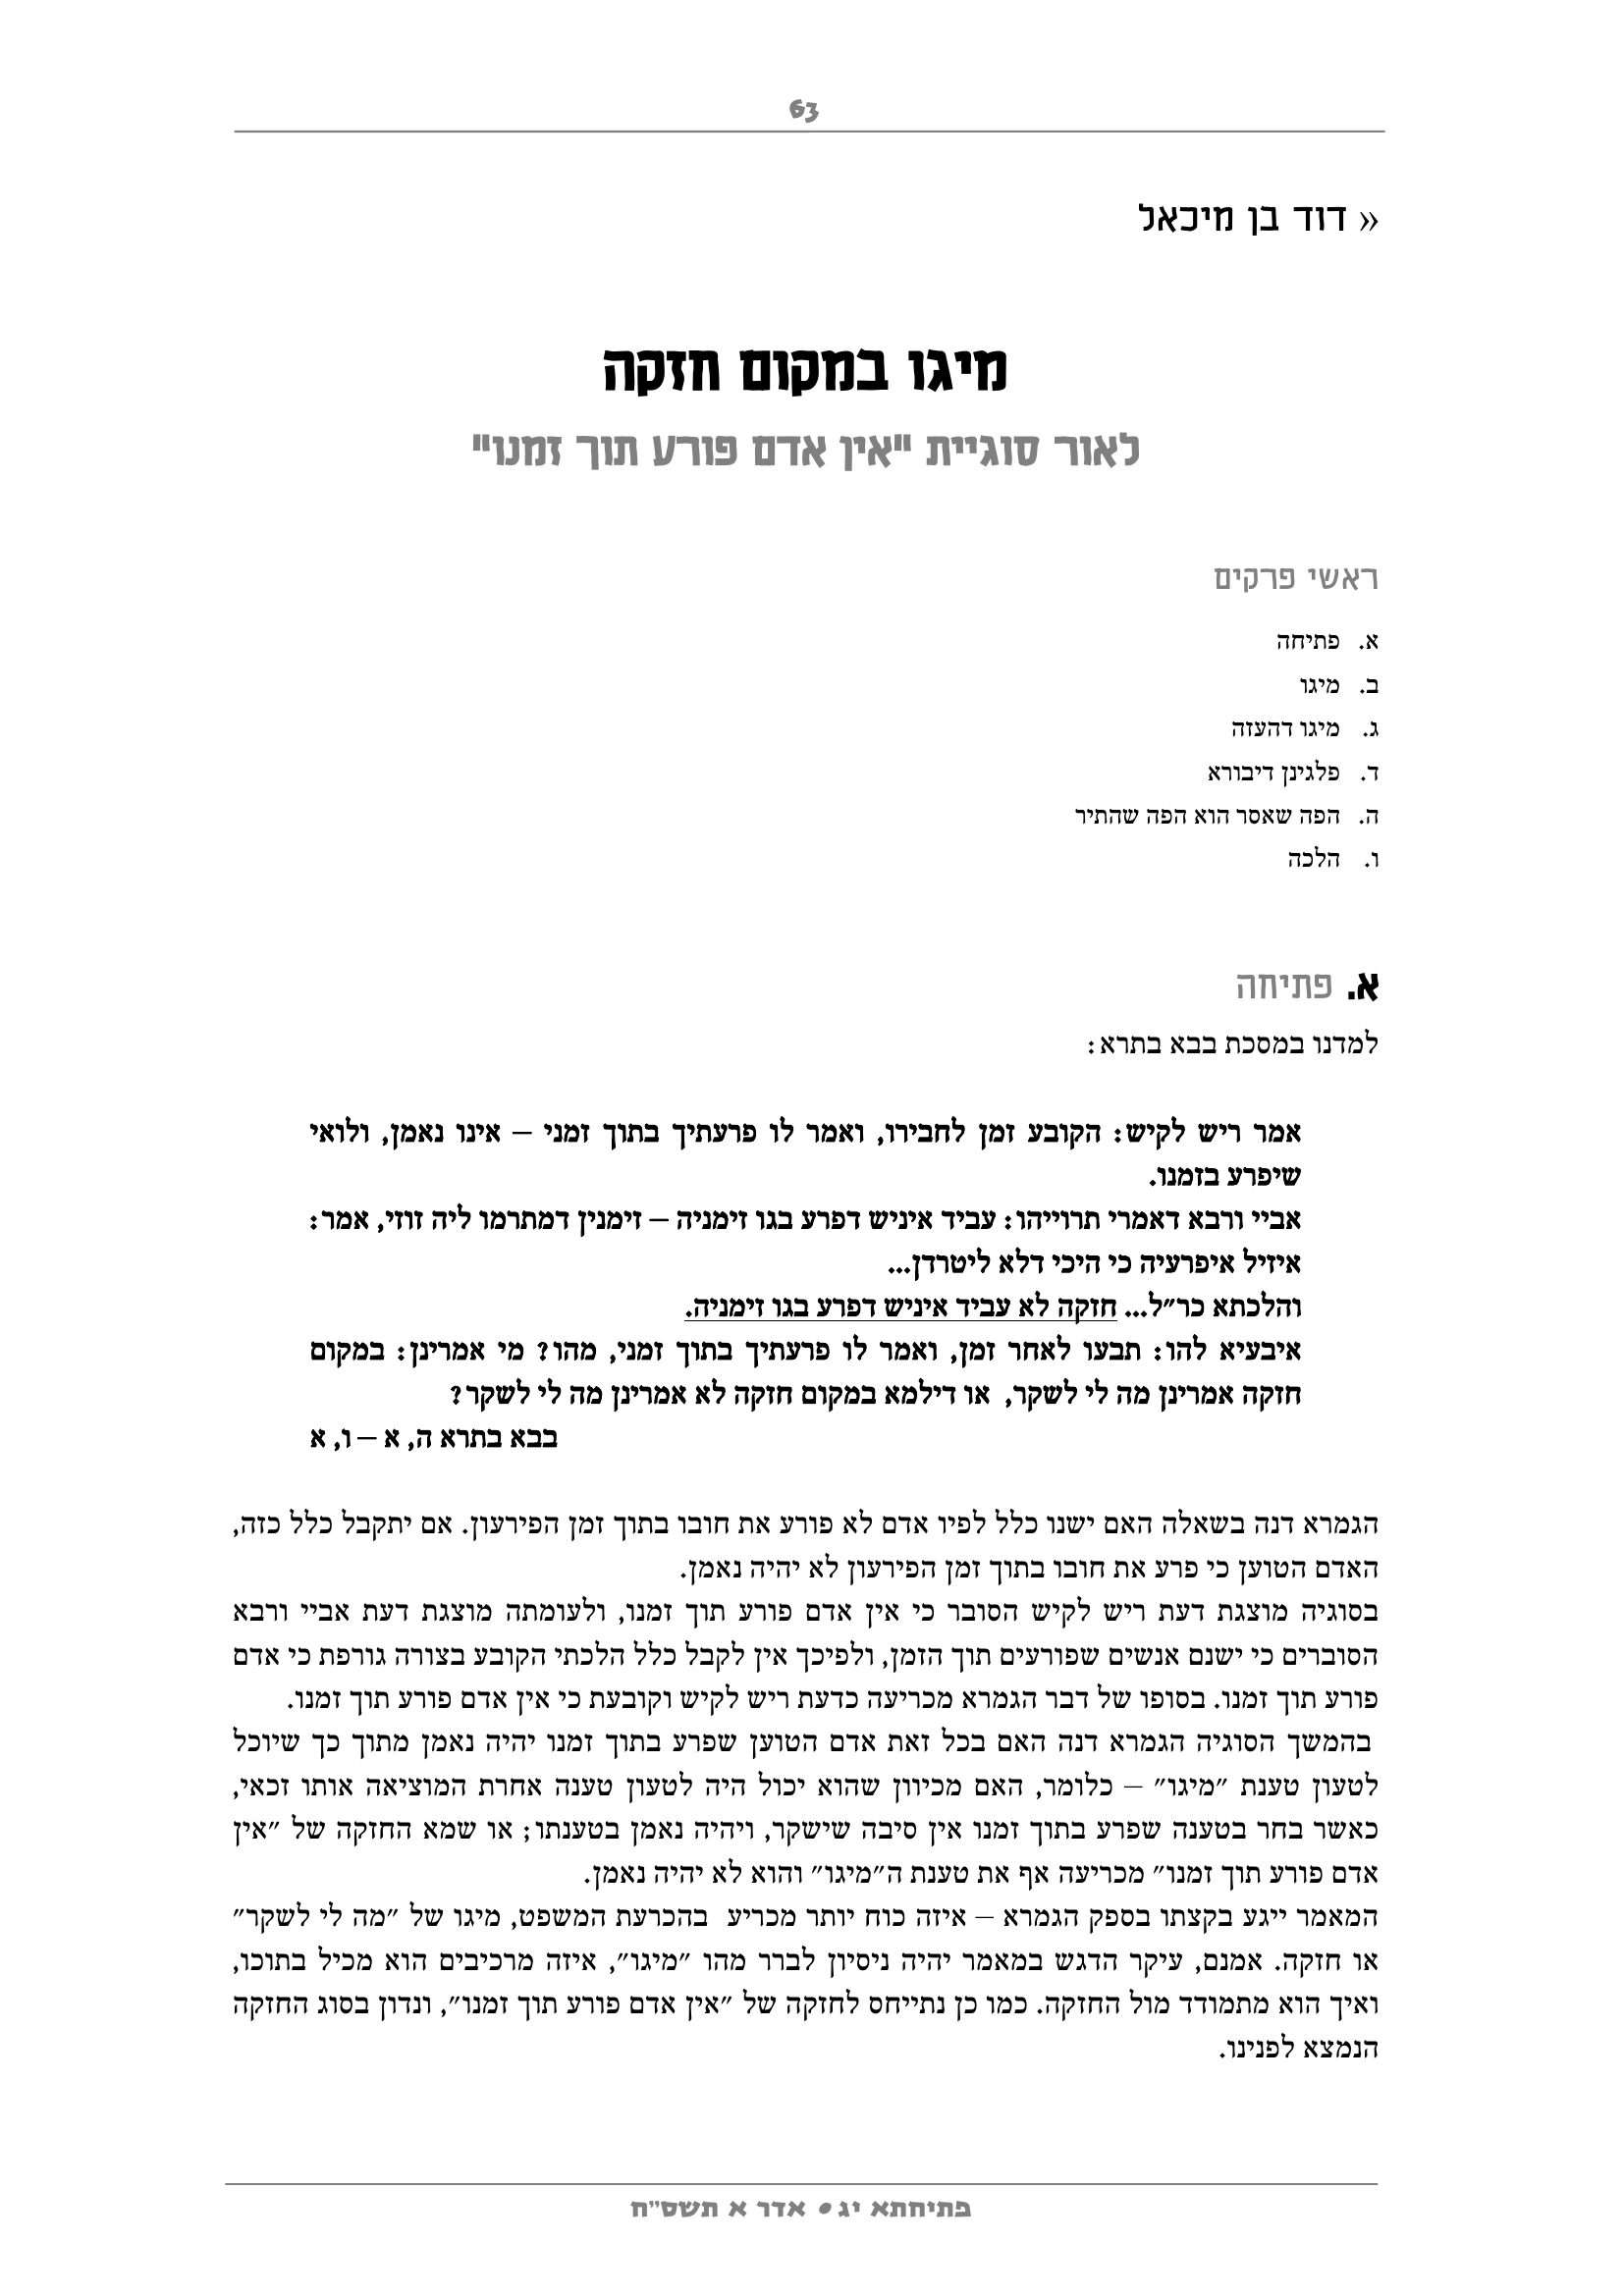 63
« דוד בן מיכאל
מיגו במקום חזקה
לאור סוגיית "אין אדם פורע תוך זמנו"
ראשי פרקים
א. פתיחה
ב. מיגו
ג. מיגו דהעזה
ד. פלגינן דיבורא
ה. הפה שאסר הוא הפה שהתיר
ו. הלכה
א. פתיחה
למדנו במסכת בבא בתרא:
אמר ריש לקיש: הקובע זמן לחבירו, ואמר לו פרעתיך בתוך זמני – אינו נאמן, ולואי
שיפרע בזמנו.
אביי ורבא דאמרי תרוייהו: עביד איניש דפרע בגו זימניה – זימנין דמתרמו ליה זוזי, אמר:
איזיל איפרעיה כי היכי דלא ליטרדן...
והלכתא כר״ל... חזקה לא עביד איניש דפרע בגו זימניה.
איבעיא להו: תבעו לאחר זמן, ואמר לו פרעתיך בתוך זמני, מהו? מי אמרינן: במקום
חזקה אמרינן מה לי לשקר, או דילמא במקום חזקה לא אמרינן מה לי לשקר?
בבא בתרא ה, א – ו, א
הגמרא דנה בשאלה האם ישנו כלל לפיו אדם לא פורע את חובו בתוך זמן הפירעון. אם יתקבל כלל כזה,
האדם הטוען כי פרע את חובו בתוך זמן הפירעון לא יהיה נאמן.
בסוגיה מוצגת דעת ריש לקיש הסובר כי אין אדם פורע תוך זמנו, ולעומתה מוצגת דעת אביי ורבא
הסוברים כי ישנם אנשים שפורעים תוך הזמן, ולפיכך אין לקבל כלל הלכתי הקובע בצורה גורפת כי אדם
פורע תוך זמנו. בסופו של דבר הגמרא מכריעה כדעת ריש לקיש וקובעת כי אין אדם פורע תוך זמנו.
בהמשך הסוגיה הגמרא דנה האם בכל זאת אדם הטוען שפרע בתוך זמנו יהיה נאמן מתוך כך שיוכל
לטעון טענת ״מיגו״ – כלומר, האם מכיוון שהוא יכול היה לטעון טענה אחרת המוציאה אותו זכאי,
כאשר בחר בטענה שפרע בתוך זמנו אין סיבה שישקר, ויהיה נאמן בטענתו; או שמא החזקה של ״אין
אדם פורע תוך זמנו״ מכריעה אף את טענת ה״מיגו״ והוא לא יהיה נאמן.
המאמר ייגע בקצתו בספק הגמרא – איזה כוח יותר מכריע בהכרעת המשפט, מיגו של ״מה לי לשקר״
או חזקה. אמנם, עיקר הדגש במאמר יהיה ניסיון לברר מהו ״מיגו״, איזה מרכיבים הוא מכיל בתוכו,
ואיך הוא מתמודד מול החזקה. כמו כן נתייחס לחזקה של ״אין אדם פורע תוך זמנו״, ונדון בסוג החזקה
הנמצא לפנינו.
פתיחתא יג • אדר א תשס״ח